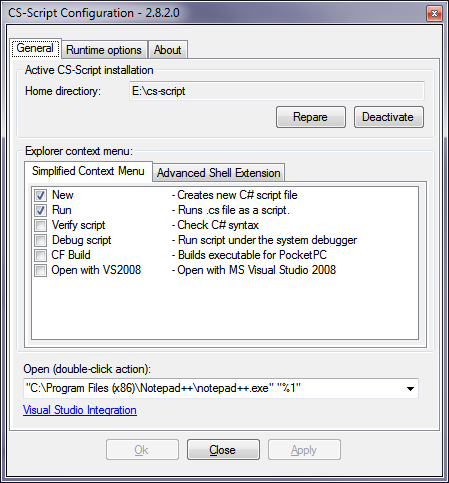 CS-Script Configuration - 2.8.2.0
General Runtime options About
Active CS-Script installation
Home directory: E:\cs-script
Repare Deactivate
Explorer context menu:
Simplified Context Menu Advanced Shell Extension
New - Creates new C# script file
Run - Runs .cs file as a script.
Verify script - Check C# syntax
Debug script - Run script under the system debugger
CF Build - Builds executable for PocketPC
Open with VS2008 - Open with MS Visual Studio 2008
Open (double-click action):
"C:\Program Files (x86)\Notepad++\notepad++.exe" "%1"
Visual Studio Integration
Ok Close Apply